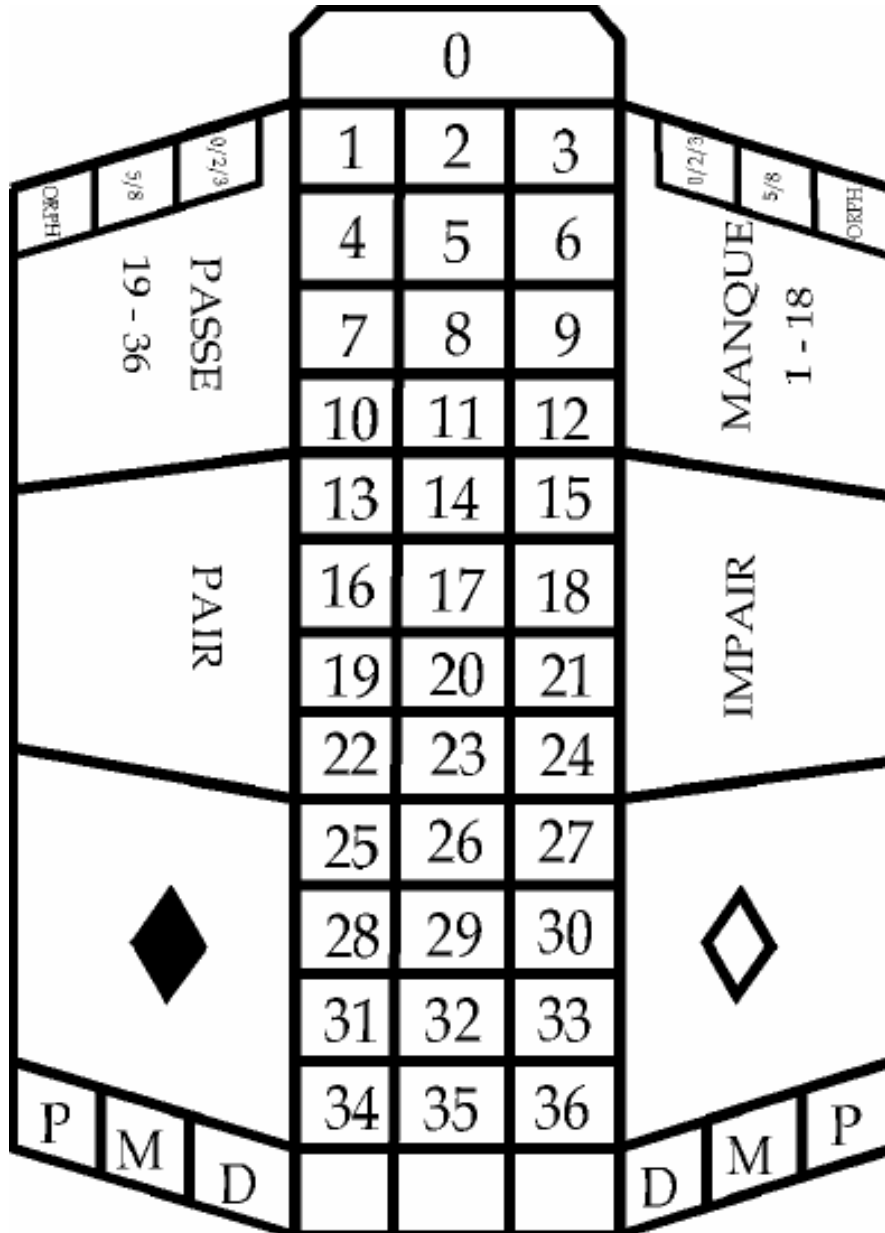 0
1 2 3
4 5 6
7 8 9
10 11 12
13 14 15
16 17 18
19 20 21
22 23 24
25 26 27
28 29 30
31 32 33
34 35 36
ORPH
5/8
0/2/3
PASSE
19 - 36
PAIR
P M D
0/2/3
5/8
ORPH
MANQUE
1 - 18
IMPAIR
D M P